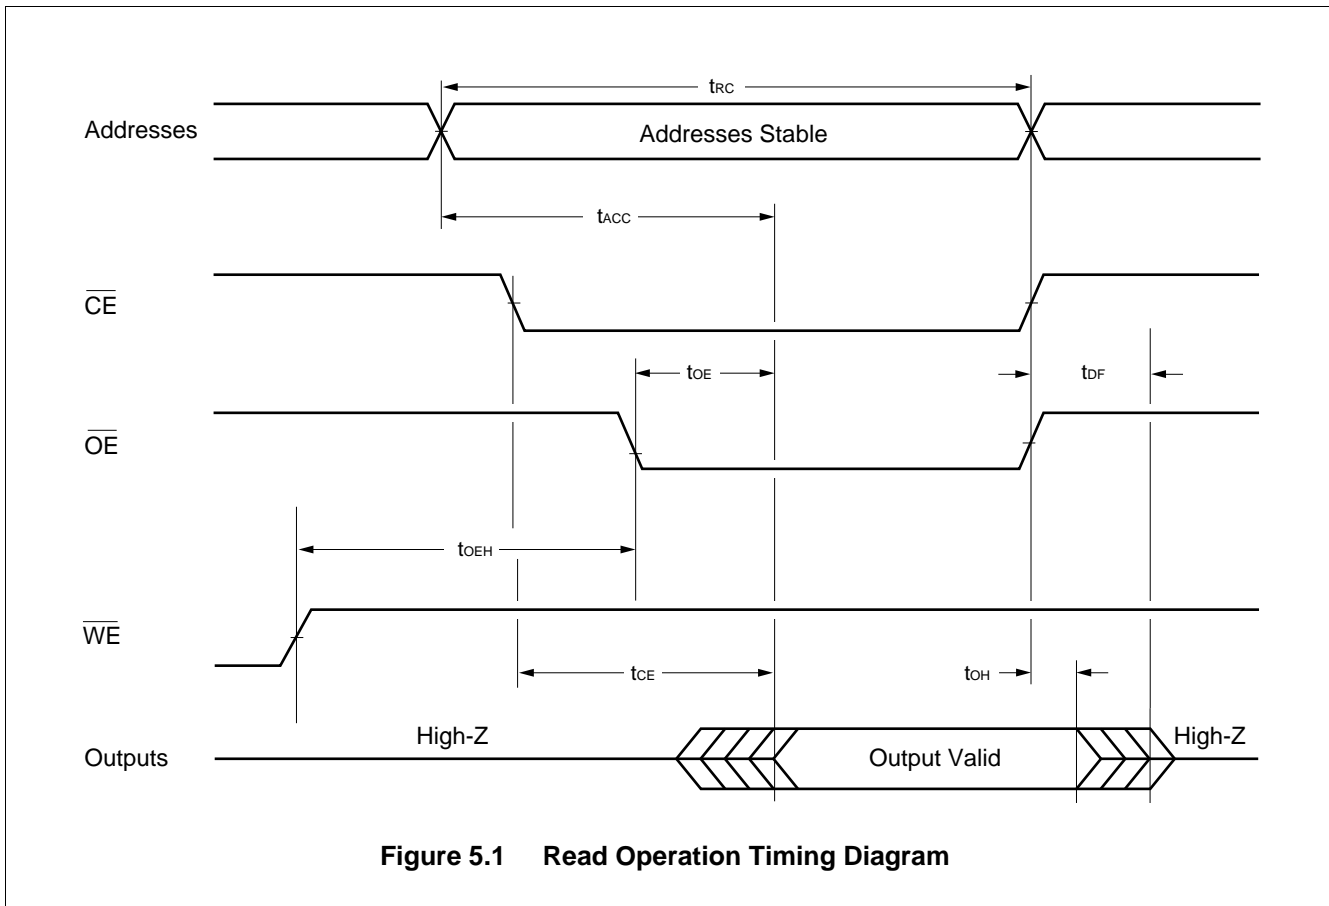 tRC
Addresses
Addresses Stable
tACC
CE
tOE
tDF
OE
tOEH
WE
tCE
tOH
High-Z
High-Z
Outputs
Output Valid
Figure 5.1 Read Operation Timing Diagram